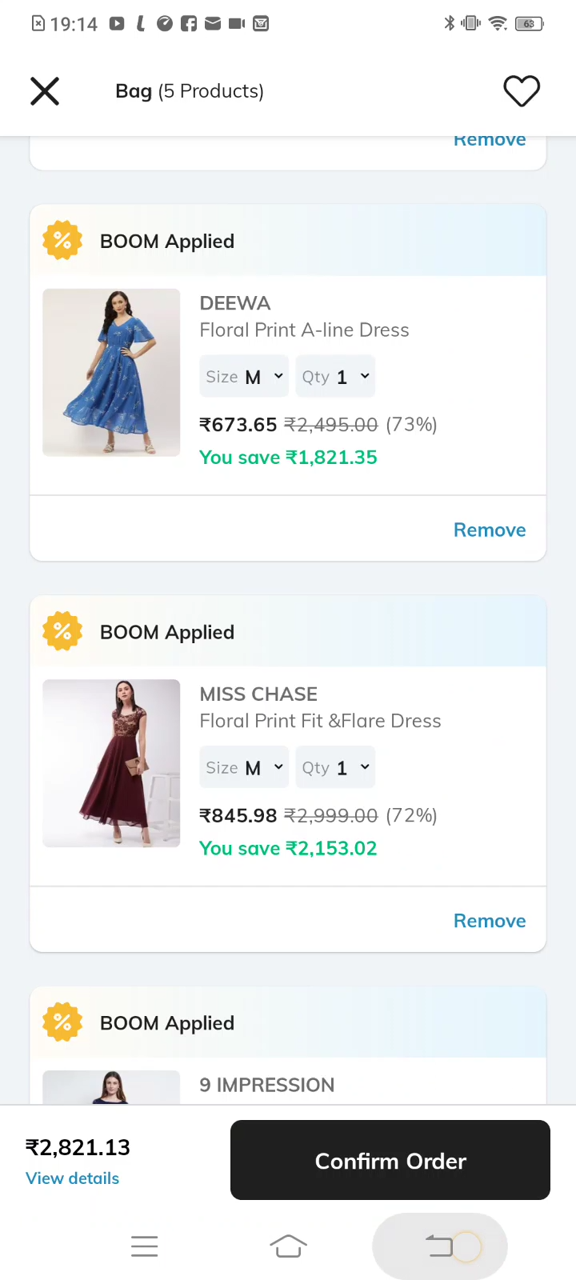 19:14
63
Bag (5 Products)
Remove
BOOM Applied
DEEWA
Floral Print A-line Dress
Size M Qty 1
₹673.65 ₹2,495.00 (73%)
You save ₹1,821.35
Remove
BOOM Applied
MISS CHASE
Floral Print Fit &Flare Dress
Size M Qty 1
₹845.98 ₹2,999.00 (72%)
You save ₹2,153.02
Remove
BOOM Applied
9 IMPRESSION
₹2,821.13
View details
Confirm Order